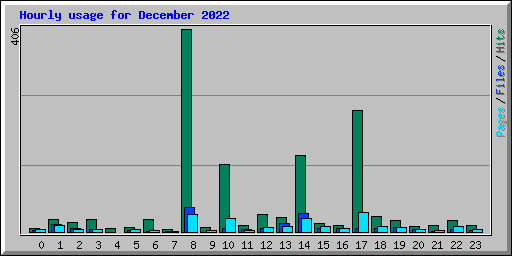 Hourly usage for December 2022
406
Pages/Files/Hits
0 1 2 3 4 5 6 7 8 9 10 11 12 13 14 15 16 17 18 19 20 21 22 23